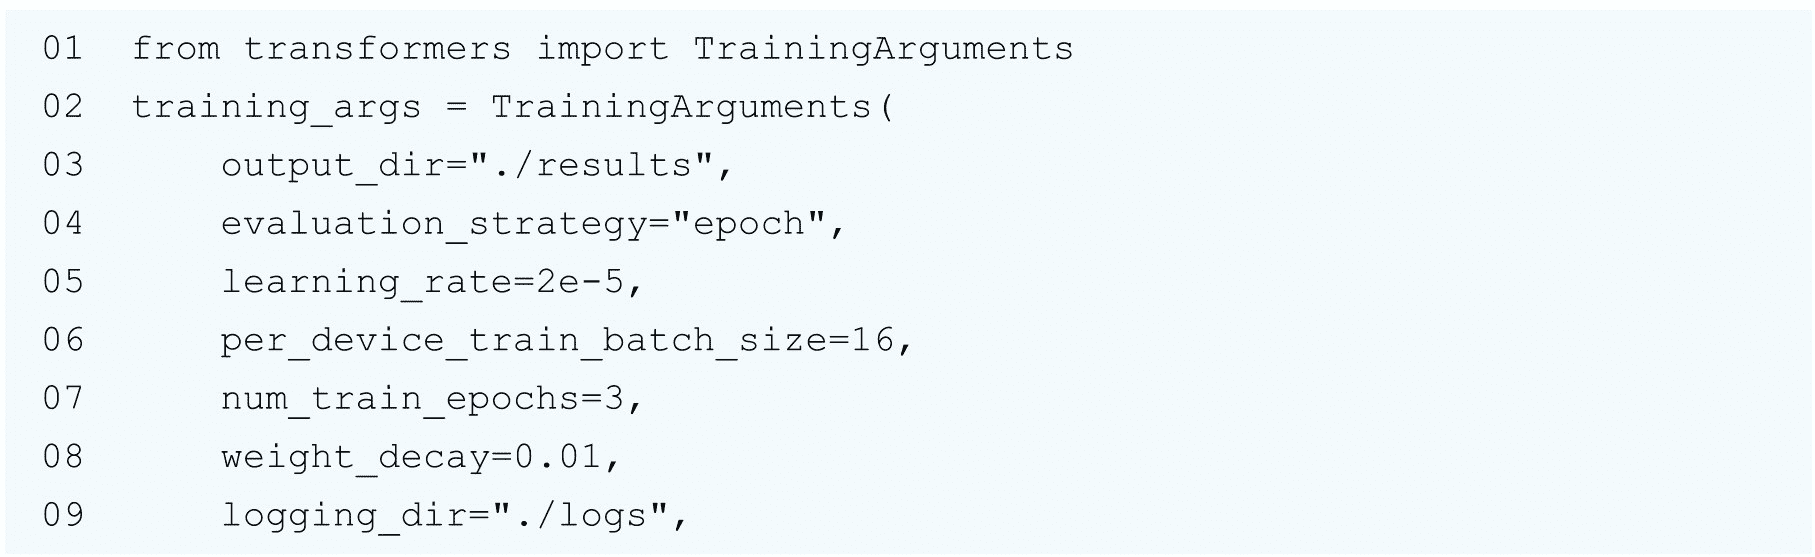 01 from transformers import TrainingArguments
02 training_args = TrainingArguments(
03     output_dir="./results",
04     evaluation_strategy="epoch",
05     learning_rate=2e-5,
06     per_device_train_batch_size=16,
07     num_train_epochs=3,
08     weight_decay=0.01,
09     logging_dir="./logs",